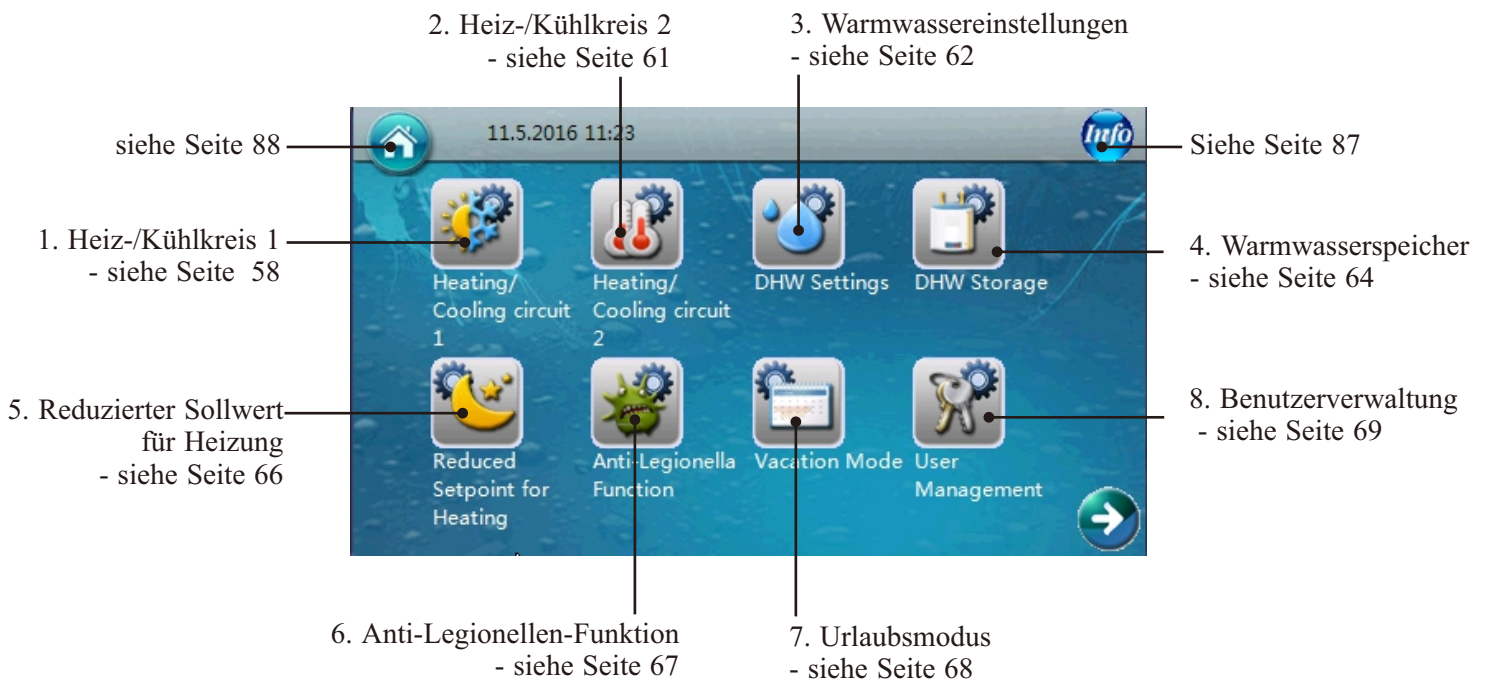 2. Heiz-/Kühlkreis 2
- siehe Seite 61
3. Warmwassereinstellungen
- siehe Seite 62
siehe Seite 88
11.5.2016 11:23
Info
Siehe Seite 87
1. Heiz-/Kühlkreis 1
- siehe Seite 58
4. Warmwasserspeicher
- siehe Seite 64
Heating/
Cooling circuit
1
Heating/
Cooling circuit
2
DHW Settings
DHW Storage
5. Reduzierter Sollwert
für Heizung
- siehe Seite 66
8. Benutzerverwaltung
- siehe Seite 69
Reduced
Setpoint for
Heating
Anti-Legionella
Function
Vacation Mode
User
Management
6. Anti-Legionellen-Funktion
- siehe Seite 67
7. Urlaubsmodus
- siehe Seite 68